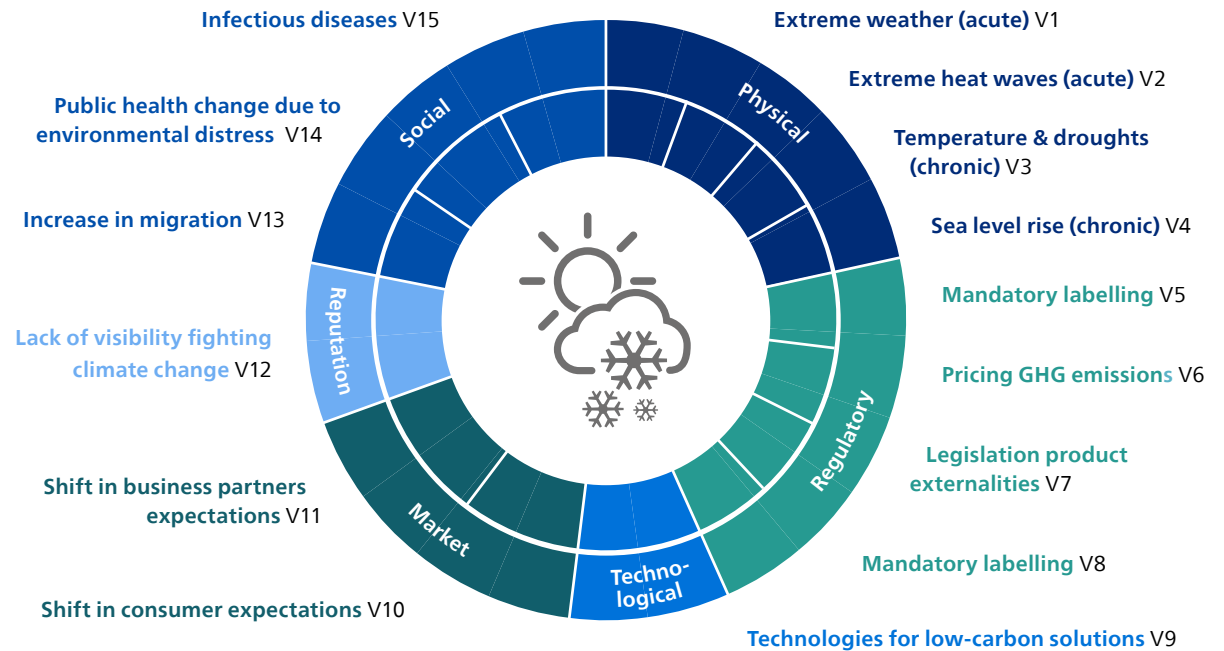 Infectious diseases V15
Extreme weather (acute) V1
Extreme heat waves (acute) V2
Public health change due to
environmental distress V14
Temperature & droughts
(chronic) V3
Increase in migration V13
Sea level rise (chronic) V4
Mandatory labelling V5
Lack of visibility fighting
climate change V12
Pricing GHG emissions V6
Legislation product
externalities V7
Shift in business partners
expectations V11
Mandatory labelling V8
Shift in consumer expectations V10
Technologies for low-carbon solutions V9
Social
Physical
Reputation
Regulatory
Market
Techno-
logical